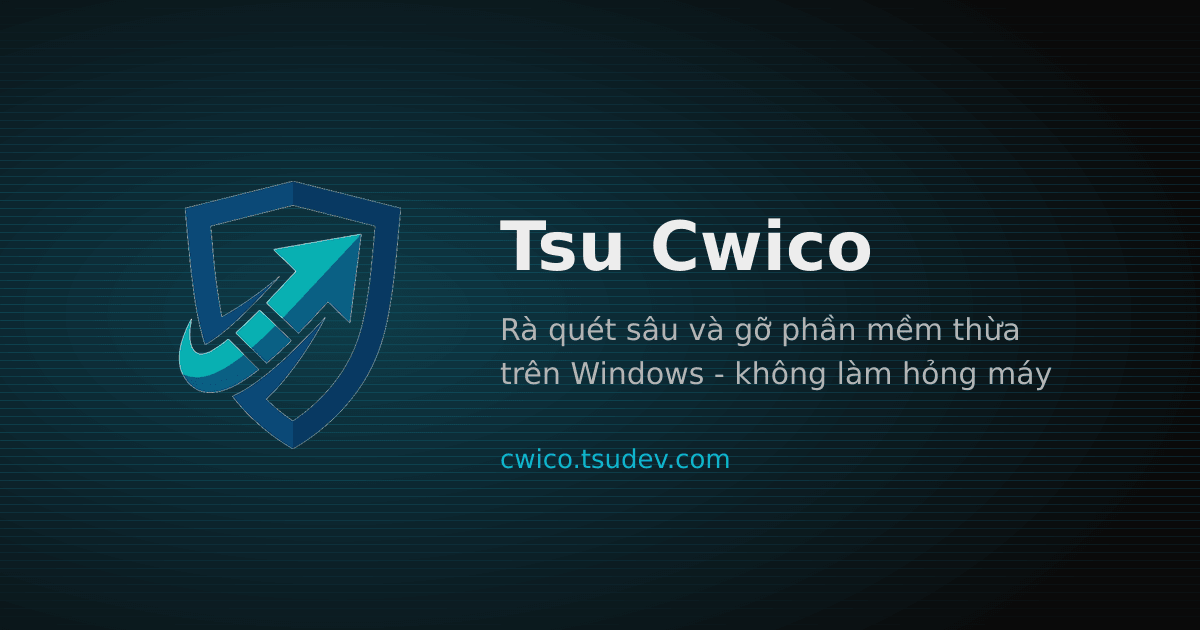 Tsu Cwico
Rà quét sâu và gỡ phần mềm thừa
trên Windows - không làm hỏng máy
cwico.tsudev.com